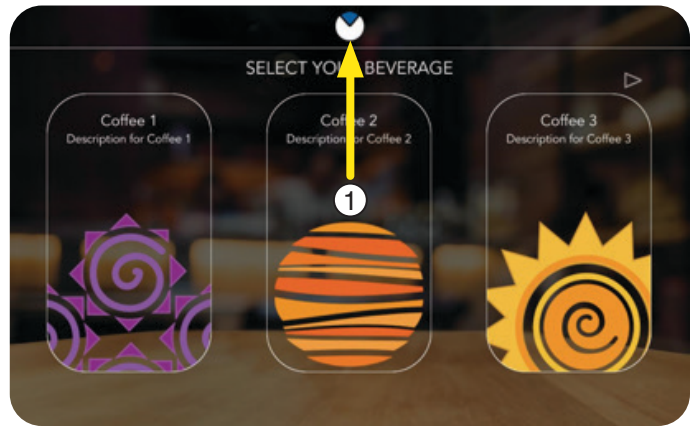 SELECT YOUR BEVERAGE
Coffee 1
Description for Coffee 1
Coffee 2
Description for Coffee 2
Coffee 3
Description for Coffee 3
1